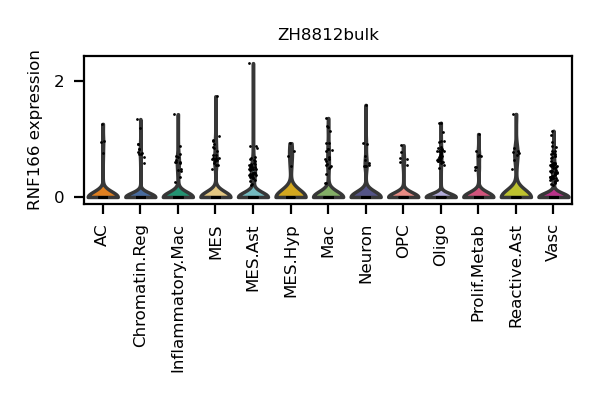 ZH8812bulk
RNF166 expression
2
0
AC
Chromatin.Reg
Inflammatory.Mac
MES
MES.Ast
MES.Hyp
Mac
Neuron
OPC
Oligo
Prolif.Metab
Reactive.Ast
Vasc